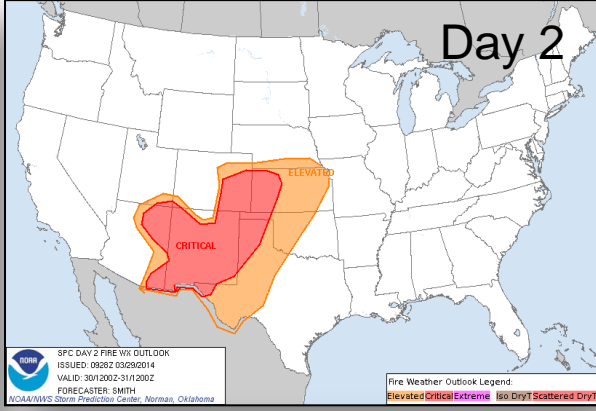 Day 2
ELEVATED
CRITICAL
NOAA
SPC DAY 2 FIRE WX OUTLOOK
ISSUED: 0928Z 03/29/2014
VALID: 30/1200Z-31/1200Z
FORECASTER: SMITH
NOAA/NWS Storm Prediction Center, Norman, Oklahoma
Fire Weather Outlook Legend:
Elevated Critical Extreme Iso DryT Scattered DryT